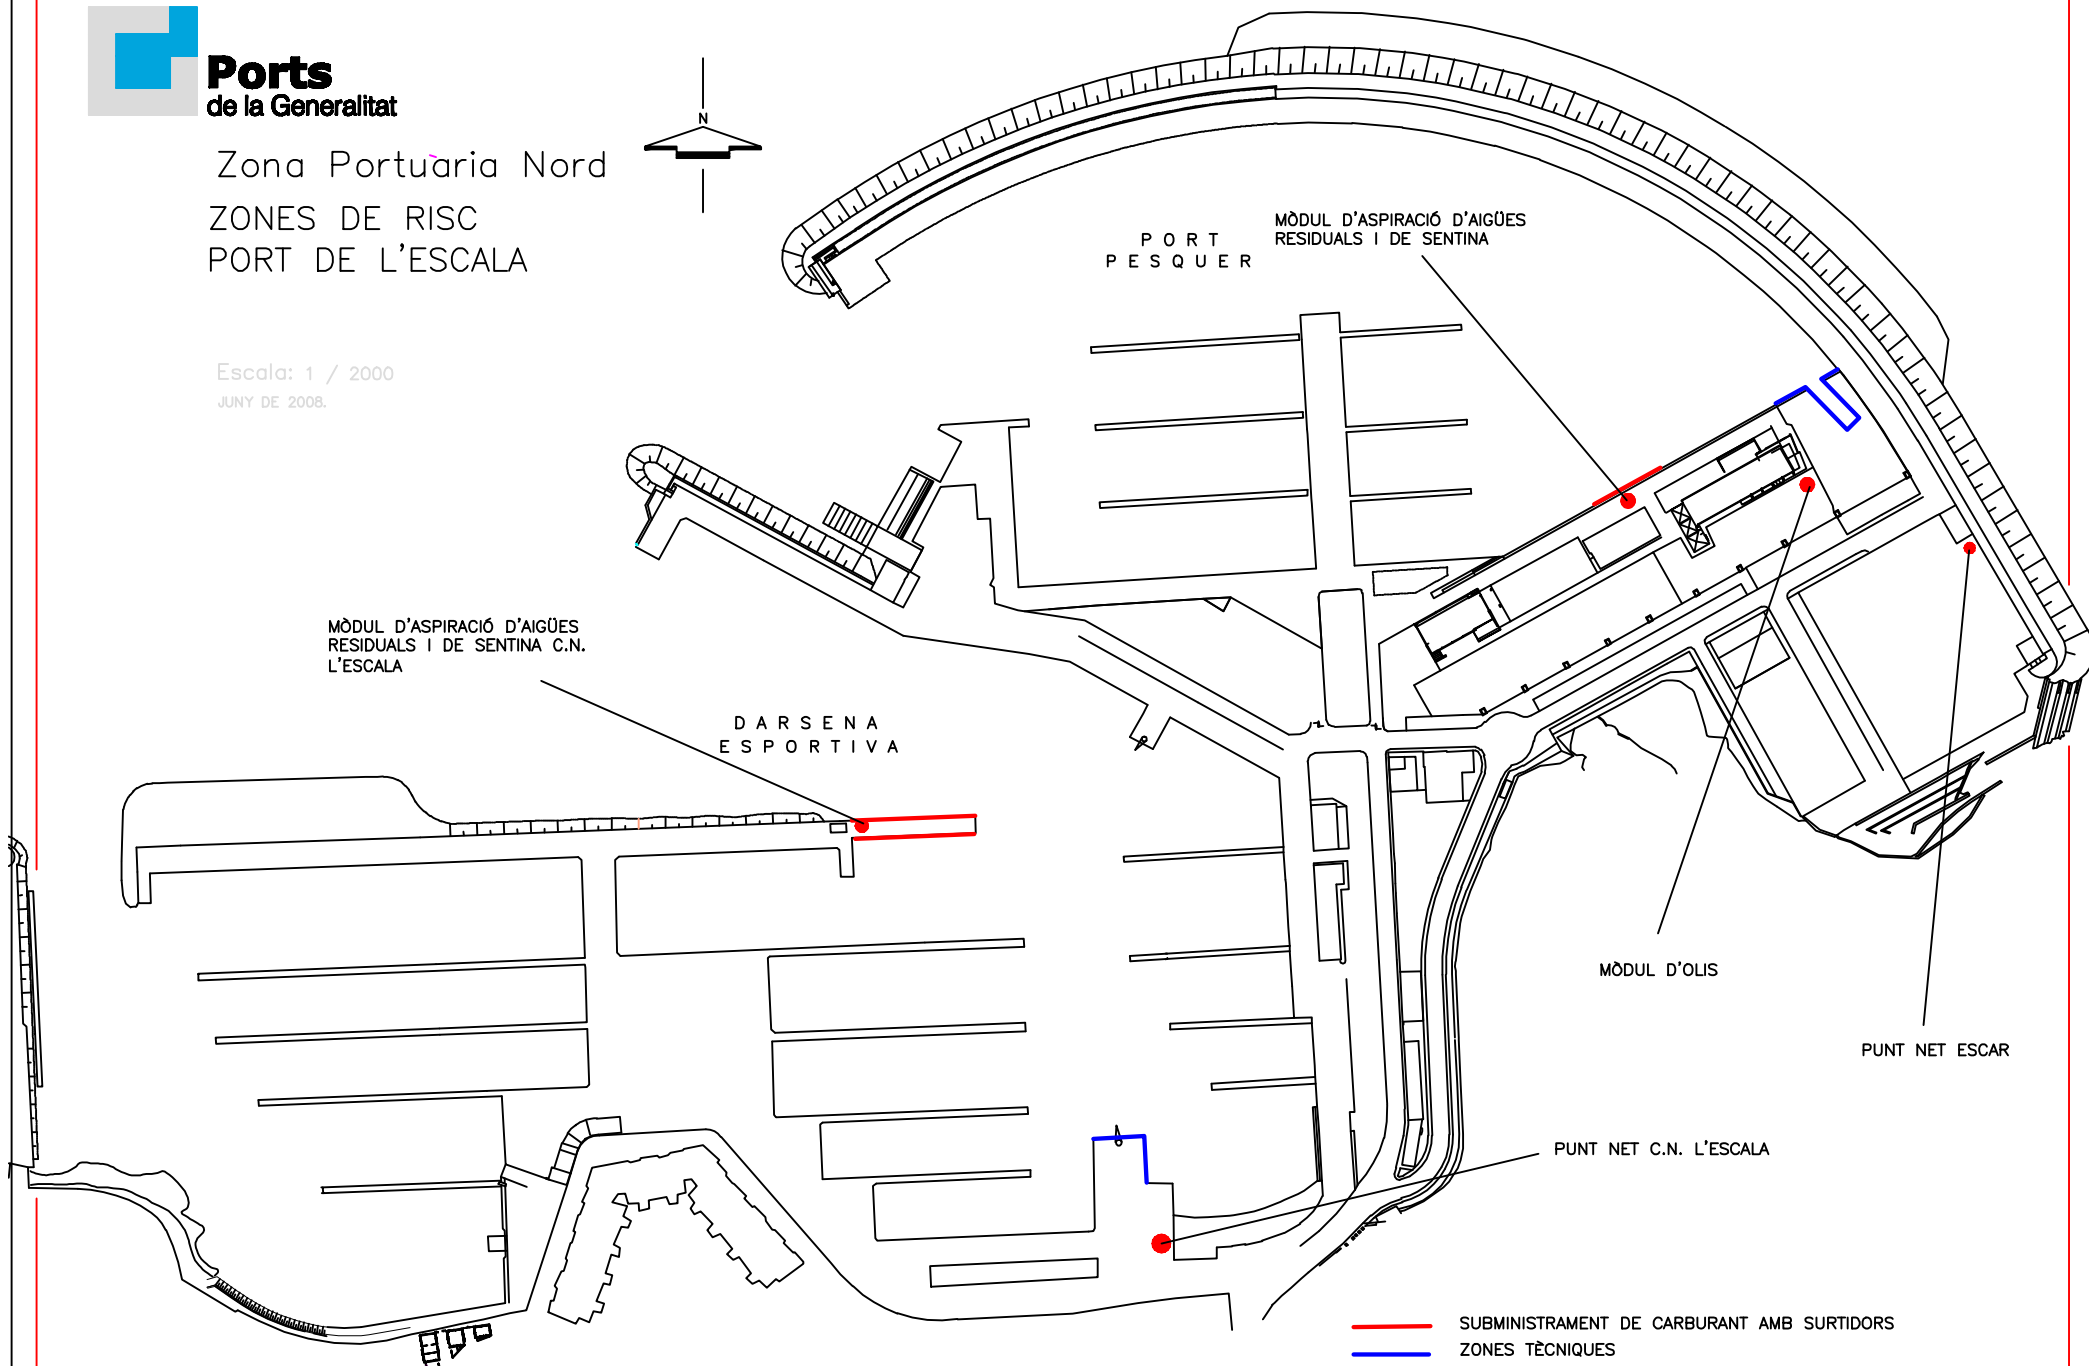 Ports
de la Generalitat
Zona Portuària Nord
ZONES DE RISC
PORT DE L'ESCALA
Escala: 1 / 2000
JUNY DE 2008.
N
PORT
PESQUER
MÒDUL D'ASPIRACIÓ D'AIGÜES
RESIDUALS I DE SENTINA
MÒDUL D'ASPIRACIÓ D'AIGÜES
RESIDUALS I DE SENTINA C.N.
L'ESCALA
DARSENA
ESPORTIVA
MÒDUL D'OLIS
PUNT NET ESCAR
PUNT NET C.N. L'ESCALA
SUBMINISTRAMENT DE CARBURANT AMB SURTIDORS
ZONES TÈCNIQUES